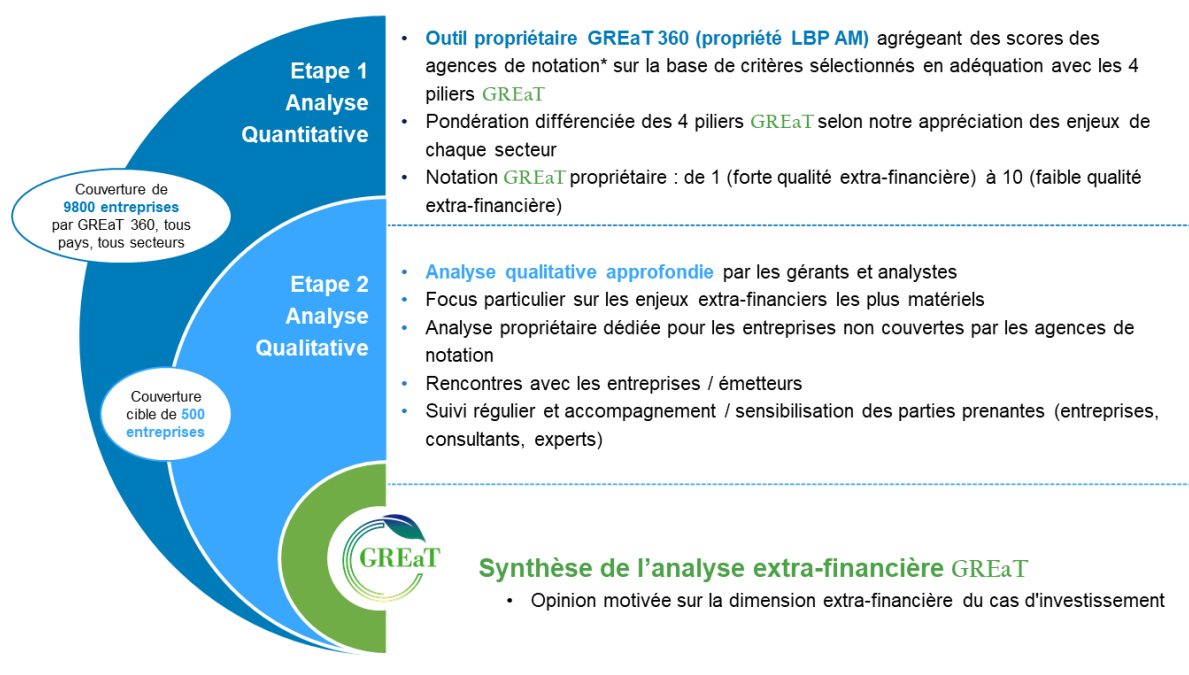 Etape 1
Analyse
Quantitative
• Outil propriétaire GREaT 360 (propriété LBP AM) agrégeant des scores des
agences de notation* sur la base de critères sélectionnés en adéquation avec les 4
piliers GREaT
• Pondération différenciée des 4 piliers GREaT selon notre appréciation des enjeux de
chaque secteur
• Notation GREaT propriétaire : de 1 (forte qualité extra-financière) à 10 (faible qualité
extra-financière)
Couverture de
9800 entreprises
par GREaT 360, tous
pays, tous secteurs
Etape 2
Analyse
Qualitative
• Analyse qualitative approfondie par les gérants et analystes
• Focus particulier sur les enjeux extra-financiers les plus matériels
• Analyse propriétaire dédiée pour les entreprises non couvertes par les agences de
notation
• Rencontres avec les entreprises / émetteurs
• Suivi régulier et accompagnement / sensibilisation des parties prenantes (entreprises,
consultants, experts)
Couverture
cible de 500
entreprises
GREaT
Synthèse de l’analyse extra-financière GREaT
• Opinion motivée sur la dimension extra-financière du cas d'investissement